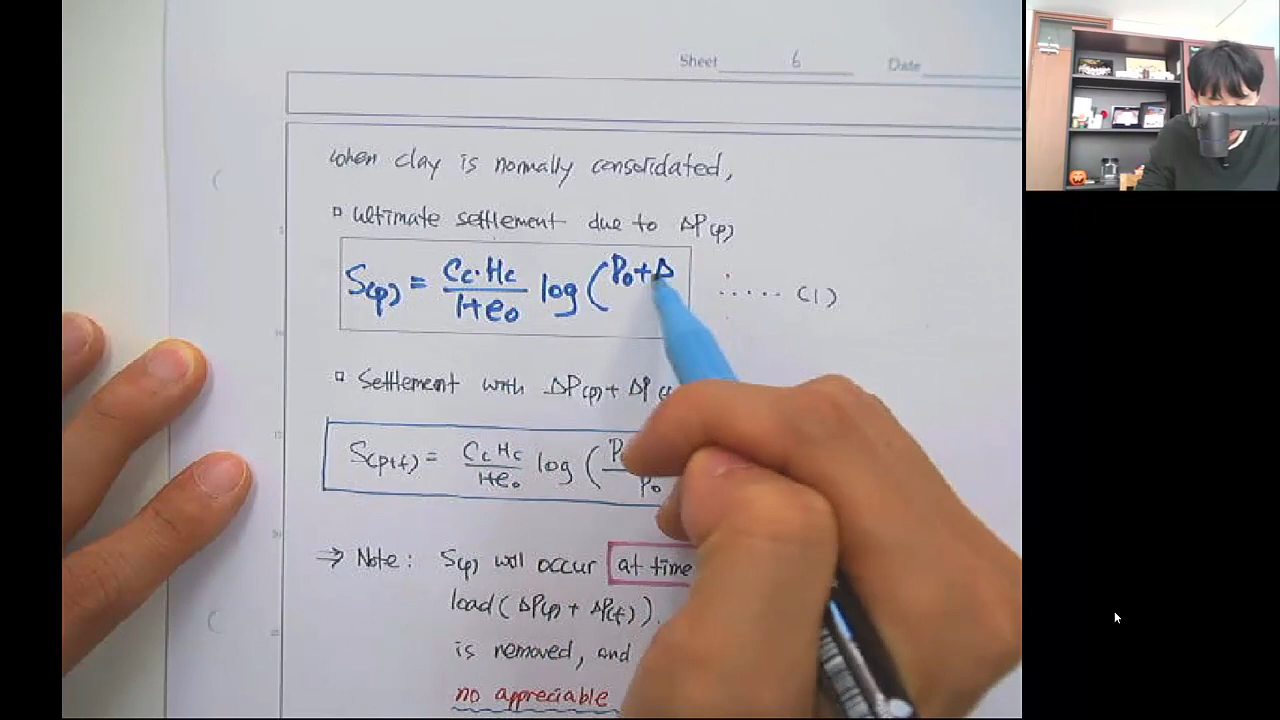 Sheet 6 Date
When clay is normally consolidated,
□ Ultimate settlement due to ΔP(p)
S(p) = Cc·Hc / 1+e₀ log (P₀+Δ ..... (1)
□ Settlement with ΔP(p) + ΔP(f
S(p+f) = Cc Hc / 1+e₀ log (P / P₀
⇒ Note: S(p) will occur at time
load (ΔP(p) + ΔP(f)).
is removed, and
no appreciable